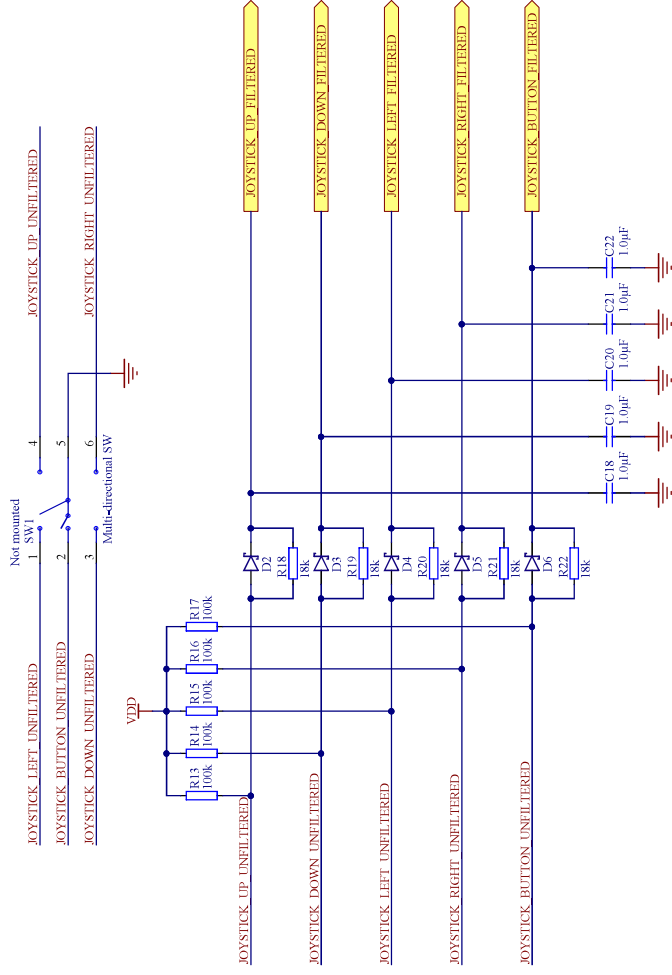 Not mounted
SW1
JOYSTICK_LEFT_UNFILTERED
1
4
JOYSTICK_UP_UNFILTERED
JOYSTICK_BUTTON_UNFILTERED
2
5
JOYSTICK_DOWN_UNFILTERED
3
6
JOYSTICK_RIGHT_UNFILTERED
Multi-directional SW
VDD
R13
100k
R14
100k
R15
100k
R16
100k
R17
100k
JOYSTICK_UP_UNFILTERED
D2
R18
18k
JOYSTICK_UP_FILTERED
JOYSTICK_DOWN_UNFILTERED
D3
R19
18k
JOYSTICK_DOWN_FILTERED
JOYSTICK_LEFT_UNFILTERED
D4
R20
18k
JOYSTICK_LEFT_FILTERED
JOYSTICK_RIGHT_UNFILTERED
D5
R21
18k
JOYSTICK_RIGHT_FILTERED
JOYSTICK_BUTTON_UNFILTERED
D6
R22
18k
JOYSTICK_BUTTON_FILTERED
C18
1.0µF
C19
1.0µF
C20
1.0µF
C21
1.0µF
C22
1.0µF